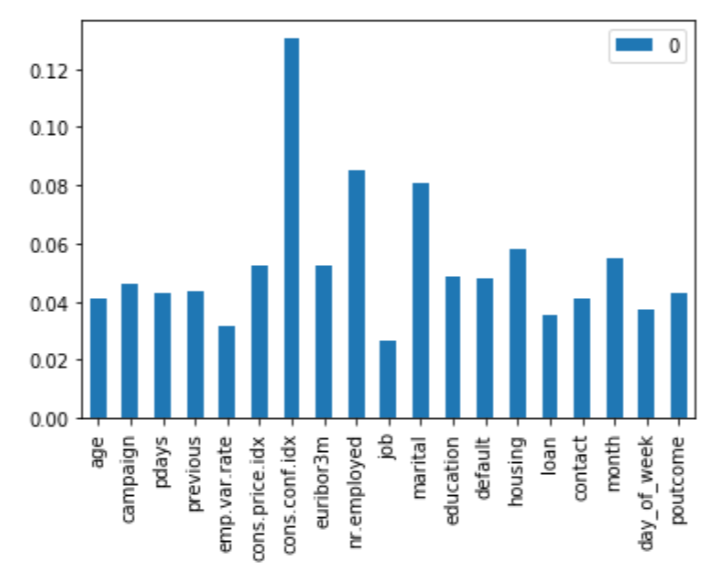 0
0.12
0.10
0.08
0.06
0.04
0.02
0.00
age
campaign
pdays
previous
emp.var.rate
cons.price.idx
cons.conf.idx
euribor3m
nr.employed
job
marital
education
default
housing
loan
contact
month
day_of_week
poutcome